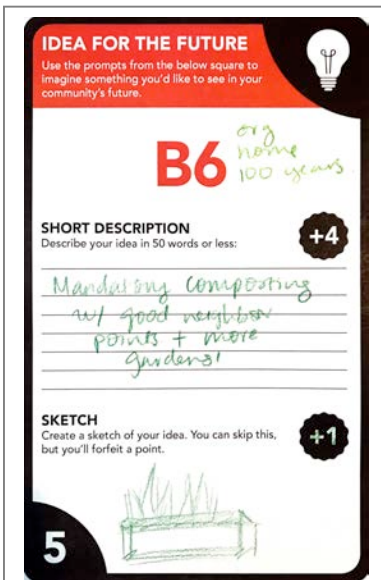 IDEA FOR THE FUTURE
Use the prompts from the below square to
imagine something you'd like to see in your
community's future.
B6
org
home
100 years
SHORT DESCRIPTION
Describe your idea in 50 words or less:
+4
Mandatory composting
w/ good neighbor
points + more
gardens!
SKETCH
Create a sketch of your idea. You can skip this,
but you'll forfeit a point.
+1
5